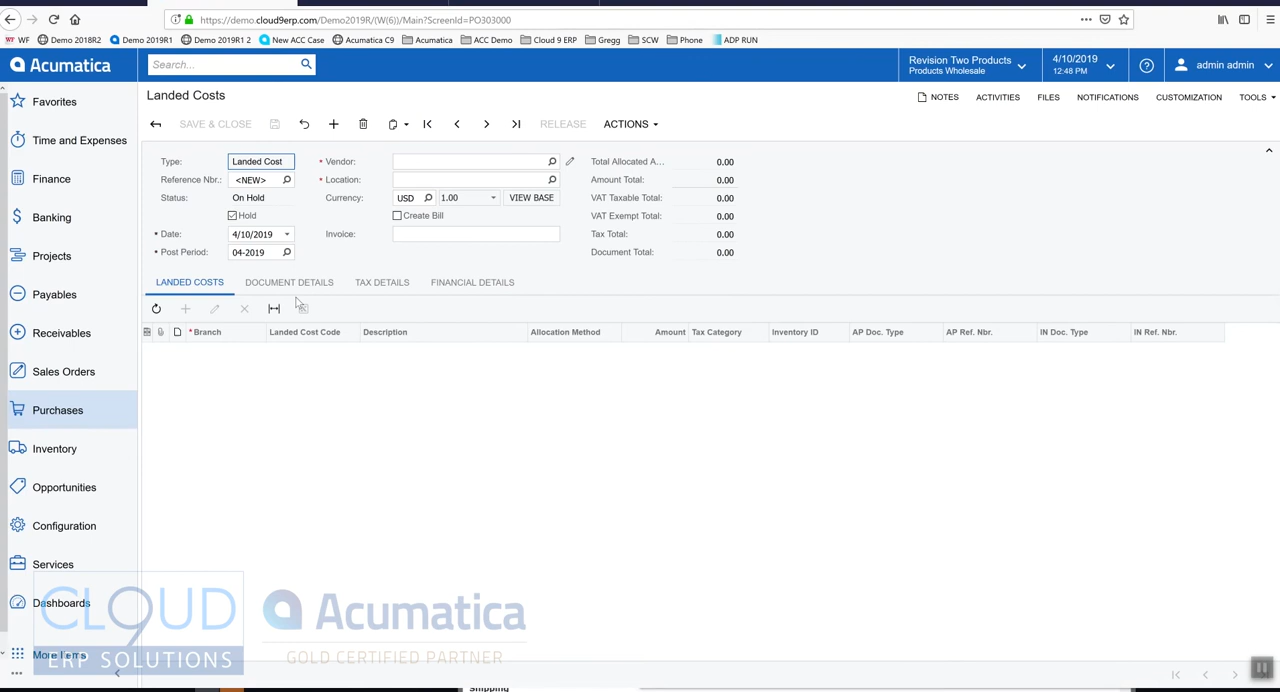 https://demo.cloud9erp.com/Demo2019R/(W(6))/Main?ScreenId=PO303000
WF WF Demo 2018R2 Demo 2019R1 Demo 2019R1 2 New ACC Case Acumatica C9 Acumatica ACC Demo Cloud 9 ERP Gregg SCW Phone ADP RUN
Acumatica Search... Revision Two Products Products Wholesale 4/10/2019 12:48 PM admin admin
Landed Costs NOTES ACTIVITIES FILES NOTIFICATIONS CUSTOMIZATION TOOLS
SAVE & CLOSE RELEASE ACTIONS
Type: Landed Cost * Vendor: Total Allocated A... 0.00
Reference Nbr.: <NEW> * Location: Amount Total: 0.00
Status: On Hold Currency: USD 1.00 VIEW BASE VAT Taxable Total: 0.00
Hold Create Bill VAT Exempt Total: 0.00
* Date: 4/10/2019 Invoice: Tax Total: 0.00
* Post Period: 04-2019 Document Total: 0.00
LANDED COSTS DOCUMENT DETAILS TAX DETAILS FINANCIAL DETAILS
* Branch Landed Cost Code Description Allocation Method Amount Tax Category Inventory ID AP Doc. Type AP Ref. Nbr. IN Doc. Type IN Ref. Nbr.
Favorites
Time and Expenses
Finance
Banking
Projects
Payables
Receivables
Sales Orders
Purchases
Inventory
Opportunities
Configuration
Services
Dashboards
More Items
CLOUD 9
ERP SOLUTIONS
Acumatica
GOLD CERTIFIED PARTNER
Shipping